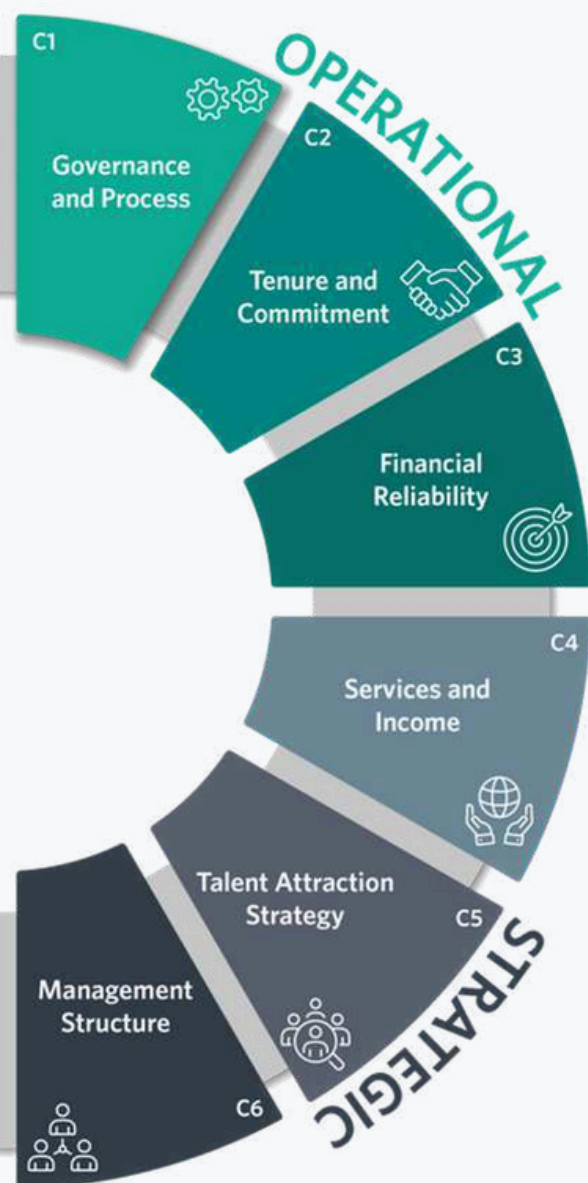 C1
Governance
and Process
OPERATIONAL
C2
Tenure and
Commitment
C3
Financial
Reliability
C4
Services and
Income
Talent Attraction
Strategy
C5
STRATEGIC
Management
Structure
C6